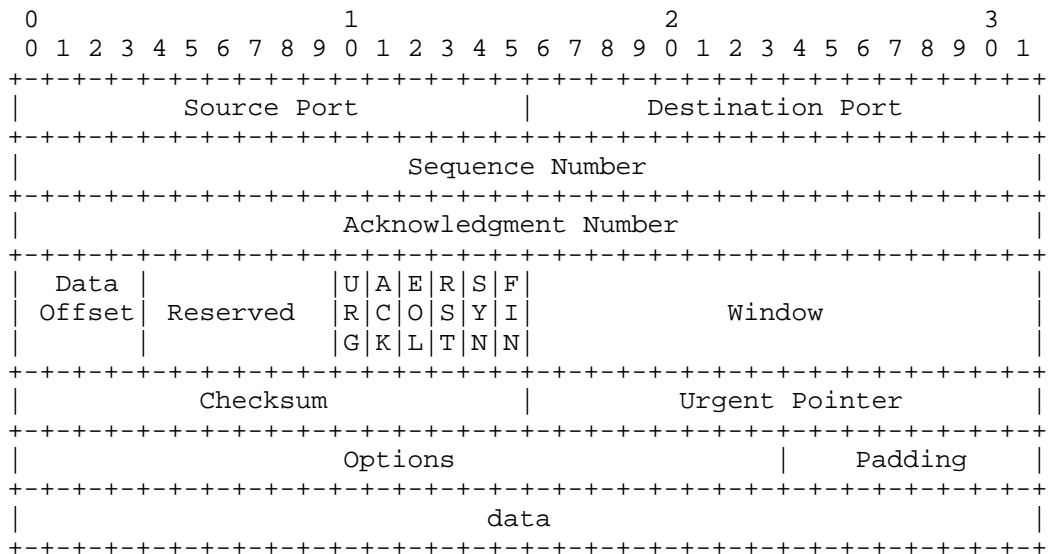 0                   1                   2                   3
0 1 2 3 4 5 6 7 8 9 0 1 2 3 4 5 6 7 8 9 0 1 2 3 4 5 6 7 8 9 0 1
+-+-+-+-+-+-+-+-+-+-+-+-+-+-+-+-+-+-+-+-+-+-+-+-+-+-+-+-+-+-+-+-+
|          Source Port          |       Destination Port        |
+-+-+-+-+-+-+-+-+-+-+-+-+-+-+-+-+-+-+-+-+-+-+-+-+-+-+-+-+-+-+-+-+
|                        Sequence Number                        |
+-+-+-+-+-+-+-+-+-+-+-+-+-+-+-+-+-+-+-+-+-+-+-+-+-+-+-+-+-+-+-+-+
|                    Acknowledgment Number                      |
+-+-+-+-+-+-+-+-+-+-+-+-+-+-+-+-+-+-+-+-+-+-+-+-+-+-+-+-+-+-+-+-+
|  Data |           |U|A|E|R|S|F|                               |
| Offset| Reserved  |R|C|O|S|Y|I|            Window             |
|       |           |G|K|L|T|N|N|                               |
+-+-+-+-+-+-+-+-+-+-+-+-+-+-+-+-+-+-+-+-+-+-+-+-+-+-+-+-+-+-+-+-+
|           Checksum            |         Urgent Pointer        |
+-+-+-+-+-+-+-+-+-+-+-+-+-+-+-+-+-+-+-+-+-+-+-+-+-+-+-+-+-+-+-+-+
|                    Options                    |    Padding    |
+-+-+-+-+-+-+-+-+-+-+-+-+-+-+-+-+-+-+-+-+-+-+-+-+-+-+-+-+-+-+-+-+
|                             data                              |
+-+-+-+-+-+-+-+-+-+-+-+-+-+-+-+-+-+-+-+-+-+-+-+-+-+-+-+-+-+-+-+-+